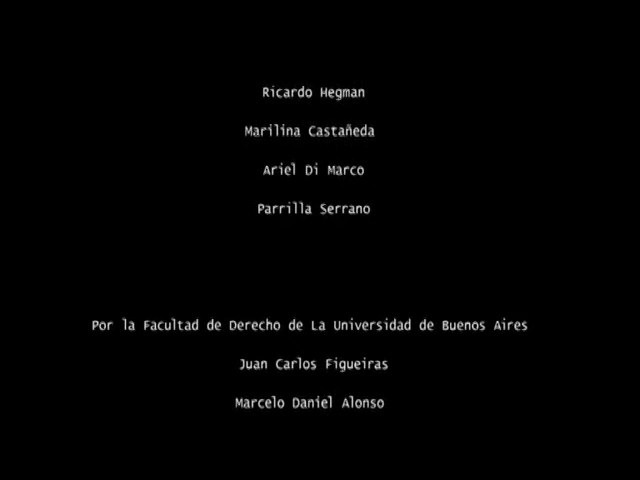 Ricardo Hegman
Marilina Castañeda
Ariel Di Marco
Parrilla Serrano
Por la Facultad de Derecho de La Universidad de Buenos Aires
Juan Carlos Figueiras
Marcelo Daniel Alonso